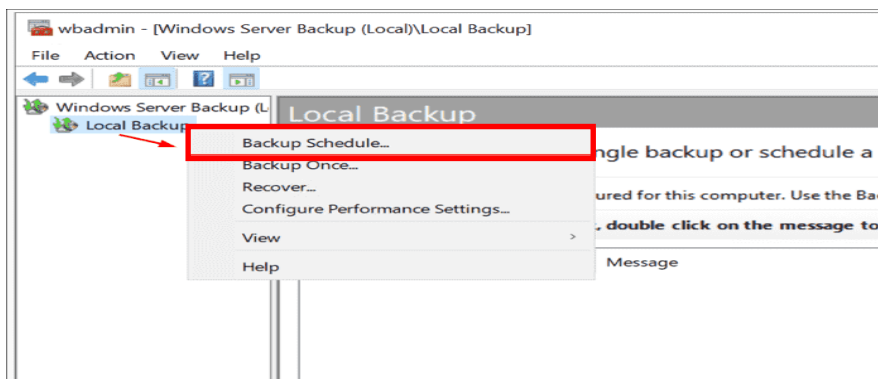 wbadmin - [Windows Server Backup (Local)\Local Backup]
File Action View Help
Windows Server Backup (L
Local Backup
Local Backup
Backup Schedule...
Backup Once...
Recover...
Configure Performance Settings...
View
Help
ngle backup or schedule a
ured for this computer. Use the Ba
, double click on the message to
Message